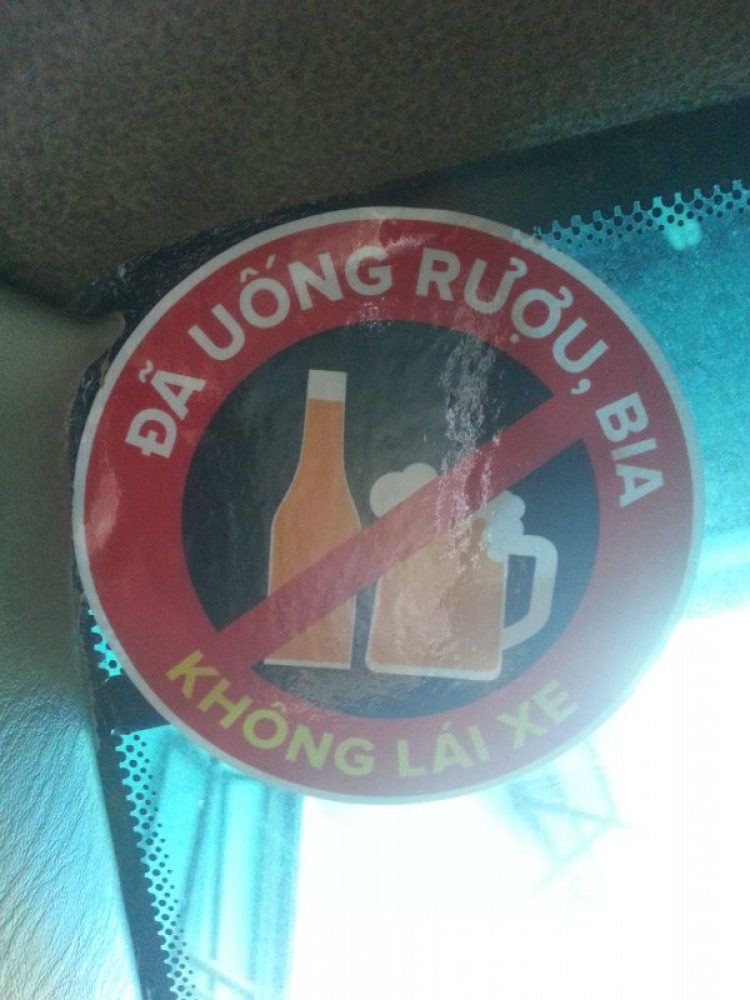 ĐÃ UỐNG RƯỢU, BIA
KHÔNG LÁI XE